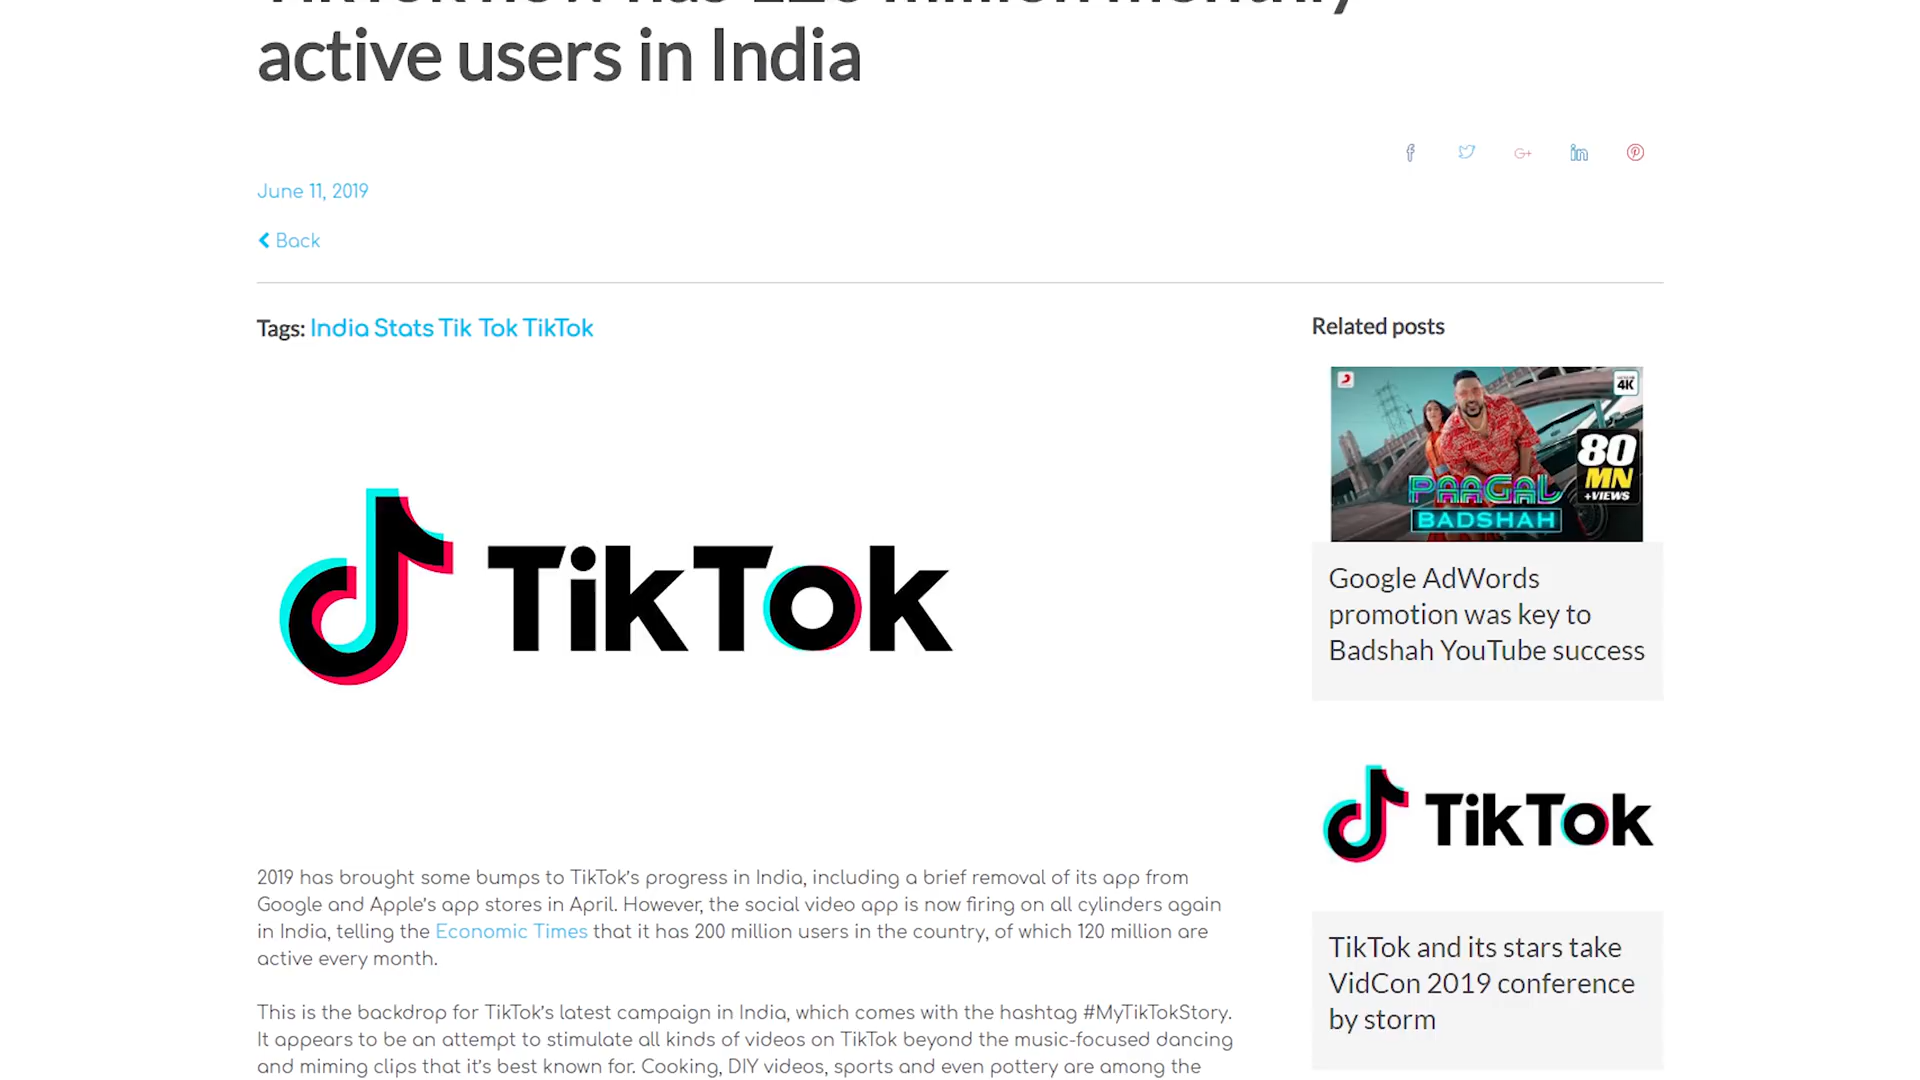 TikTok now has 120 million monthly
active users in India
June 11, 2019
Back
Tags: India Stats Tik Tok TikTok
TikTok
2019 has brought some bumps to TikTok's progress in India, including a brief removal of its app from
Google and Apple's app stores in April. However, the social video app is now firing on all cylinders again
in India, telling the Economic Times that it has 200 million users in the country, of which 120 million are
active every month.
This is the backdrop for TikTok's latest campaign in India, which comes with the hashtag #MyTikTokStory.
It appears to be an attempt to stimulate all kinds of videos on TikTok beyond the music-focused dancing
and miming clips that it's best known for. Cooking, DIY videos, sports and even pottery are among the
Related posts
4K
80
MN
+VIEWS
PAAGAL
BADSHAH
Google AdWords
promotion was key to
Badshah YouTube success
TikTok
TikTok and its stars take
VidCon 2019 conference
by storm